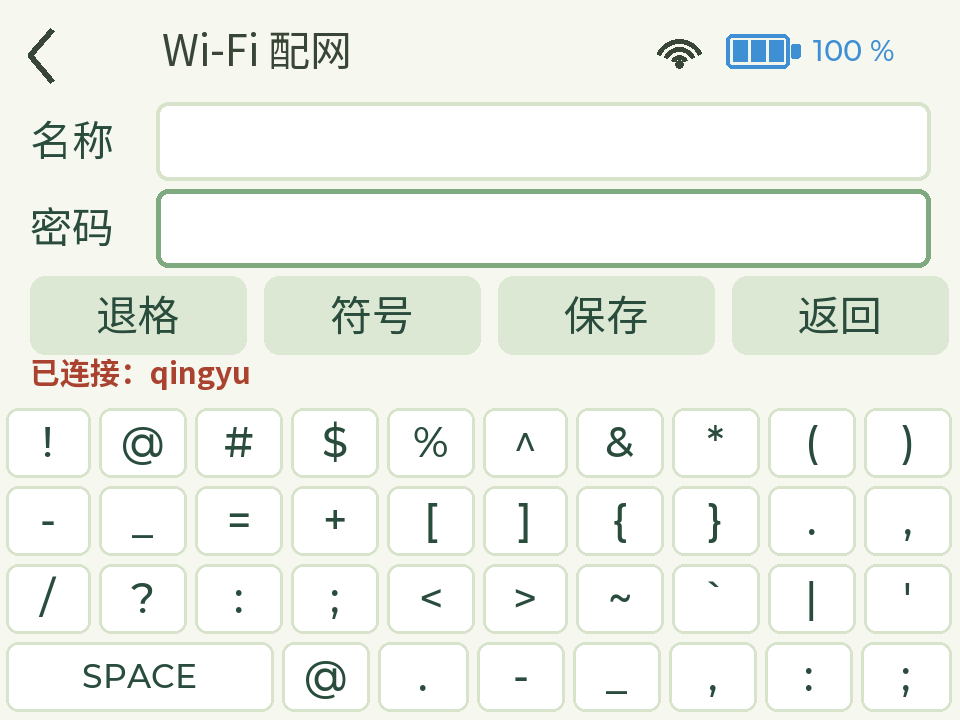 Wi-Fi 配网 100 %
名称
密码
退格 符号 保存 返回
已连接：qingyu
! @ # $ % ^ & * ( )
- _ = + [ ] { } . ,
/ ? : ; < > ~ ` | '
SPACE @ . - _ , : ;